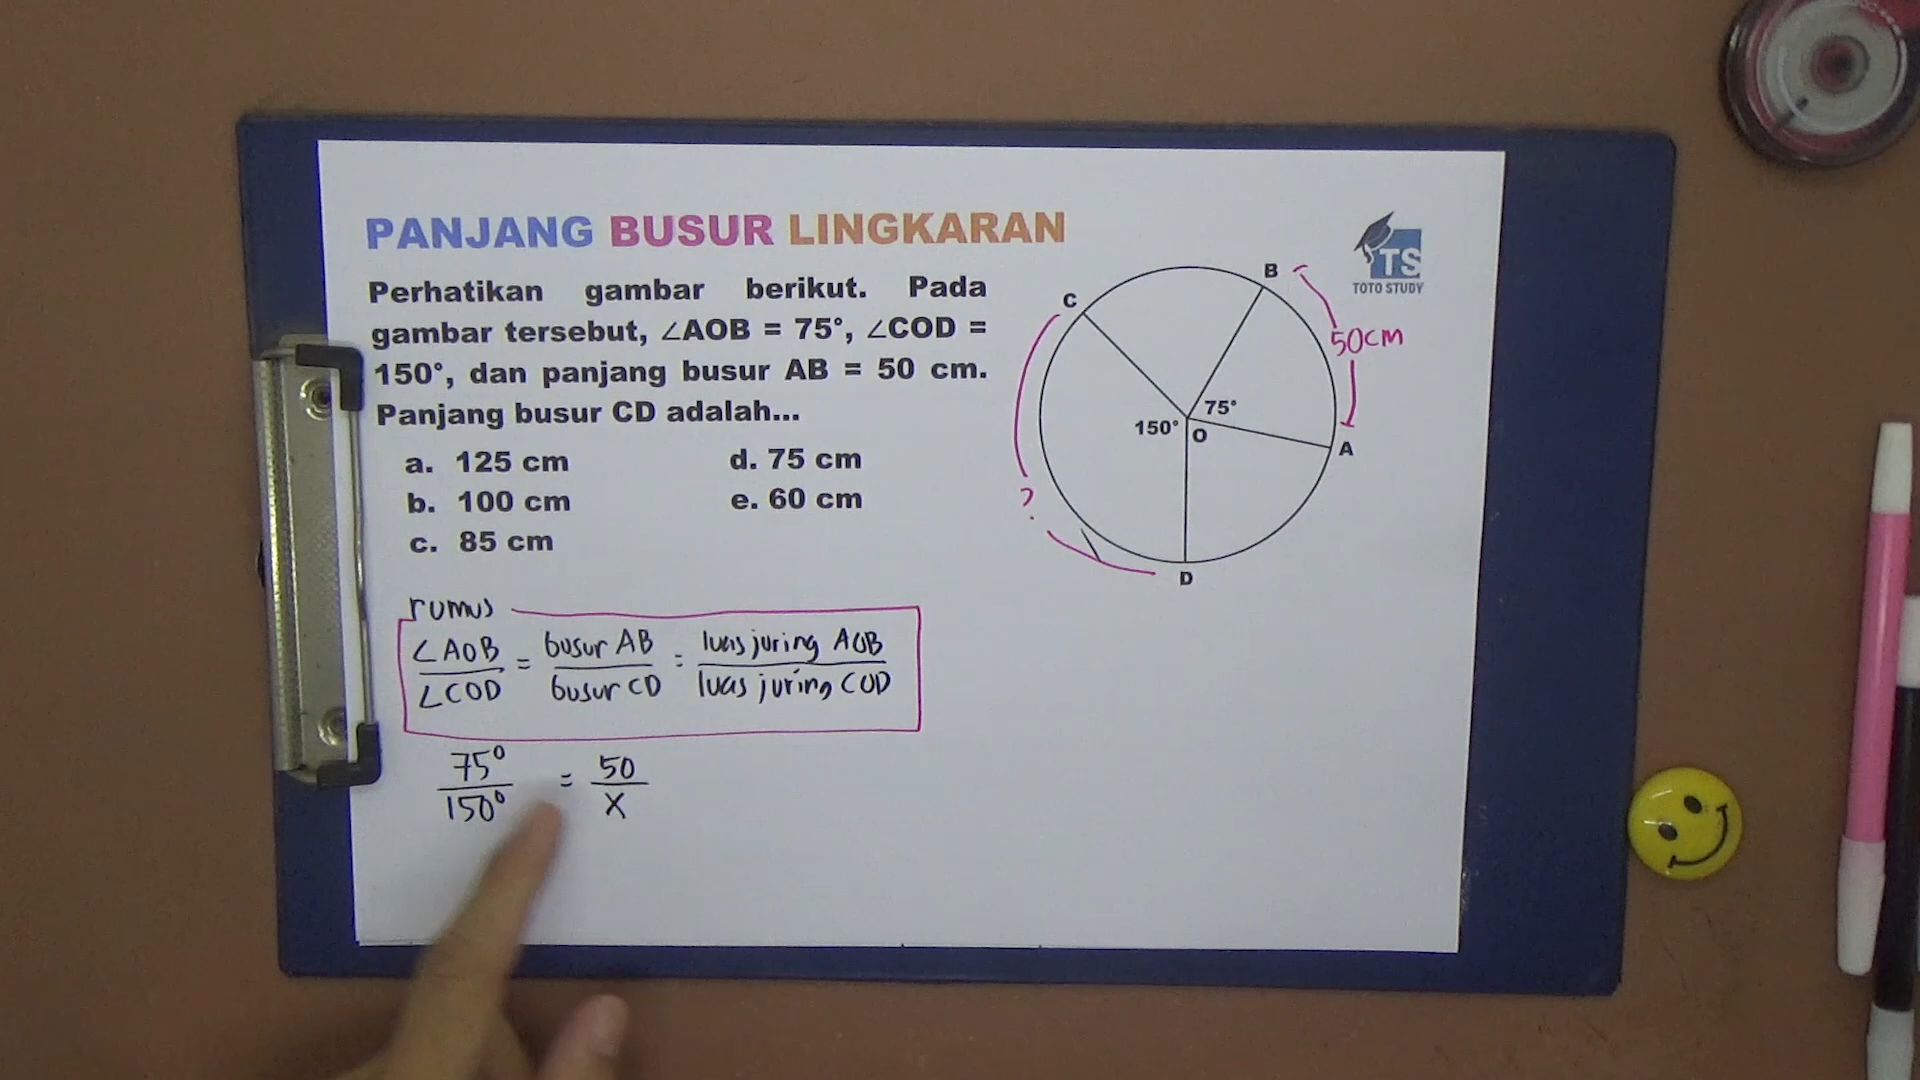 PANJANG BUSUR LINGKARAN
TS
TOTO STUDY
Perhatikan gambar berikut. Pada
gambar tersebut, ∠AOB = 75°, ∠COD =
150°, dan panjang busur AB = 50 cm.
Panjang busur CD adalah...
a. 125 cm
d. 75 cm
b. 100 cm
e. 60 cm
c. 85 cm
B
C
50cm
75°
150°
O
A
?
D
rumus
∠AOB/∠COD = busur AB/busur CD = luas juring AOB/luas juring COD
75°/150° = 50/x